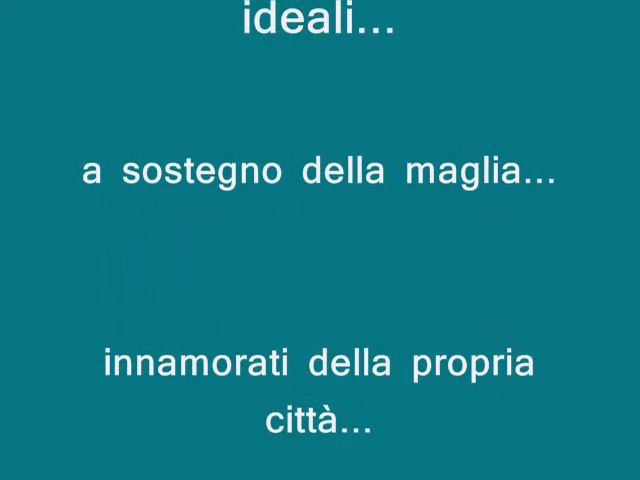 ideali...
a sostegno della maglia...
innamorati della propria
città...